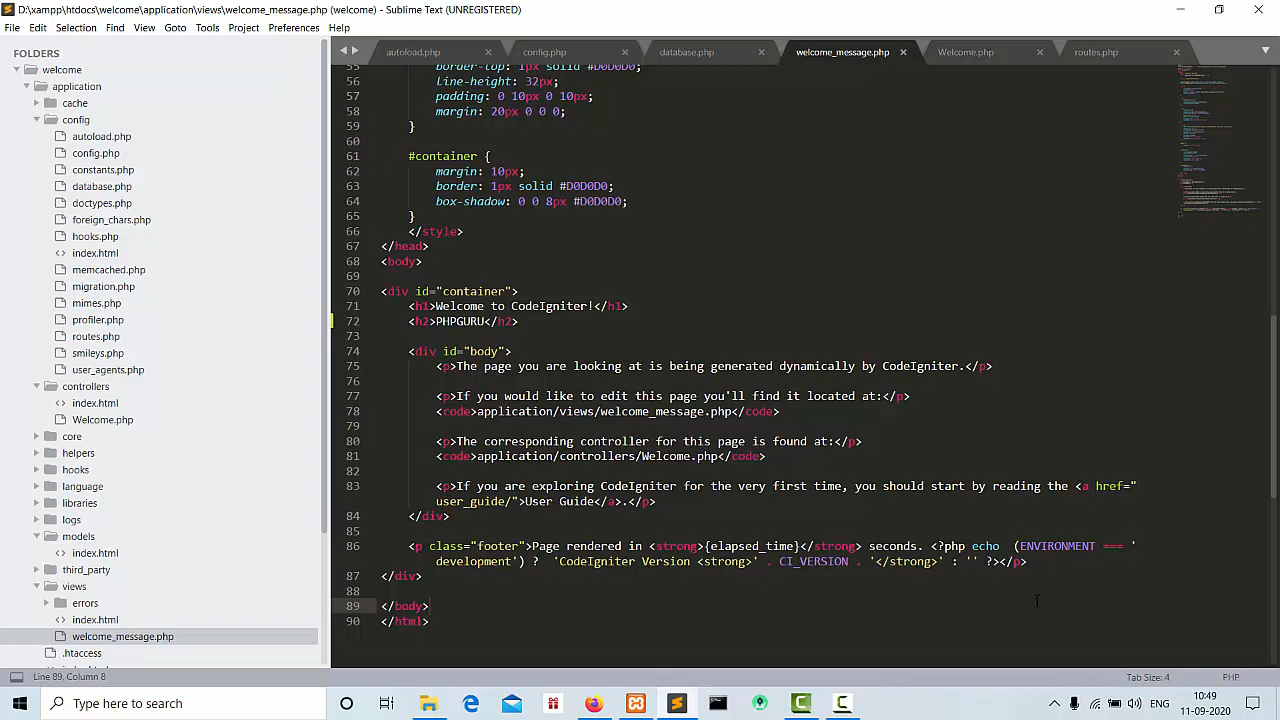 D:\xampp\htdocs\welcome\application\views\welcome_message.php (welcome) - Sublime Text (UNREGISTERED)
File Edit Selection Find View Goto Tools Project Preferences Help
FOLDERS
welcome
application
cache
config
autoload.php
config.php
constants.php
database.php
doctypes.php
foreign_chars.php
hooks.php
index.html
memcached.php
migration.php
mimes.php
profiler.php
routes.php
smileys.php
user_agents.php
controllers
index.html
Welcome.php
core
helpers
hooks
language
libraries
logs
models
index.html
third_party
views
errors
index.html
welcome_message.php
.htaccess
autoload.php config.php database.php welcome_message.php Welcome.php routes.php
55 border-top: 1px solid #D0D0D0;
56 line-height: 32px;
57 padding: 0 10px 0 10px;
58 margin: 20px 0 0 0;
59 }
60
61 #container {
62 margin: 10px;
63 border: 1px solid #D0D0D0;
64 box-shadow: 0 0 8px #D0D0D0;
65 }
66 </style>
67 </head>
68 <body>
69
70 <div id="container">
71 <h1>Welcome to CodeIgniter!</h1>
72 <h2>PHPGURU</h2>
73
74 <div id="body">
75 <p>The page you are looking at is being generated dynamically by CodeIgniter.</p>
76
77 <p>If you would like to edit this page you'll find it located at:</p>
78 <code>application/views/welcome_message.php</code>
79
80 <p>The corresponding controller for this page is found at:</p>
81 <code>application/controllers/Welcome.php</code>
82
83 <p>If you are exploring CodeIgniter for the very first time, you should start by reading the <a href="
user_guide/">User Guide</a>.</p>
84 </div>
85
86 <p class="footer">Page rendered in <strong>{elapsed_time}</strong> seconds. <?php echo  (ENVIRONMENT === '
development') ?  'CodeIgniter Version <strong>' . CI_VERSION . '</strong>' : '' ?></p>
87 </div>
88
89 </body>
90 </html>
Line 89, Column 8
Tab Size: 4 PHP
Type here to search
ENG
10:49
11-09-2020